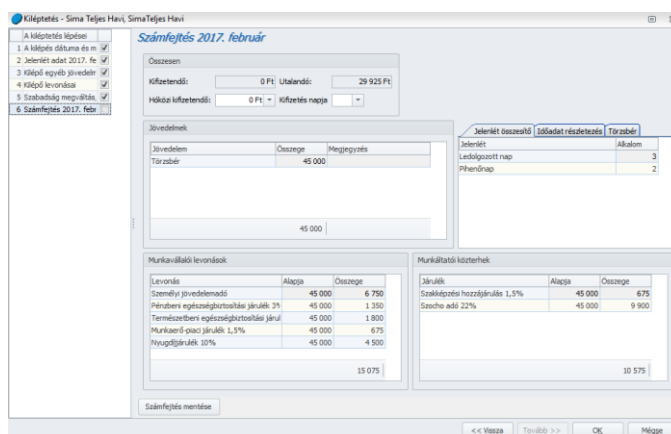 Kiléptetés - Sima Teljes Havi, SimaTeljes Havi
A kiléptetés lépései
1 A kilépés dátuma és m
2 Jelenlét adat 2017. fe
3 Kilépő egyéb jövedelm
4 Kilépő levonásai
5 Szabadság megváltás,
6 Számfejtés 2017. febr
Számfejtés 2017. február
Összesen
Kifizetendő: 0 Ft Utalandó: 29 925 Ft
Hóközi kifizetendő: 0 Ft Kifizetés napja
Jövedelmek
Jövedelem Összege Megjegyzés
Törzsbér 45 000
45 000
Jelenlét összesítő Időadat részletezés Törzsbér
Jelenlét Alkalom
Ledolgozott nap 3
Pihenőnap 2
Munkavállalói levonások
Levonás Alapja Összege
Személyi jövedelemadó 45 000 6 750
Pénzbeni egészségbiztosítási járulék 3% 45 000 1 350
Természetbeni egészségbiztosítási járul 45 000 1 800
Munkaerő-piaci járulék 1,5% 45 000 675
Nyugdíjjárulék 10% 45 000 4 500
15 075
Munkáltatói közterhek
Járulék Alapja Összege
Szakképzési hozzájárulás 1,5% 45 000 675
Szocho adó 22% 45 000 9 900
10 575
Számfejtés mentése
<< Vissza Tovább >> OK Mégse